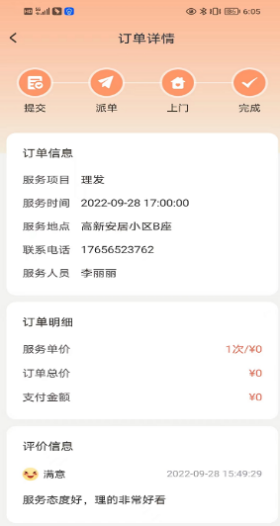 6:05
订单详情
提交 派单 上门 完成
订单信息
服务项目 理发
服务时间 2022-09-28 17:00:00
服务地点 高新安居小区B座
联系电话 17656523762
服务人员 李丽丽
订单明细
服务单价 1次/¥0
订单总价 ¥0
支付金额 ¥0
评价信息
满意 2022-09-28 15:49:29
服务态度好，理的非常好看